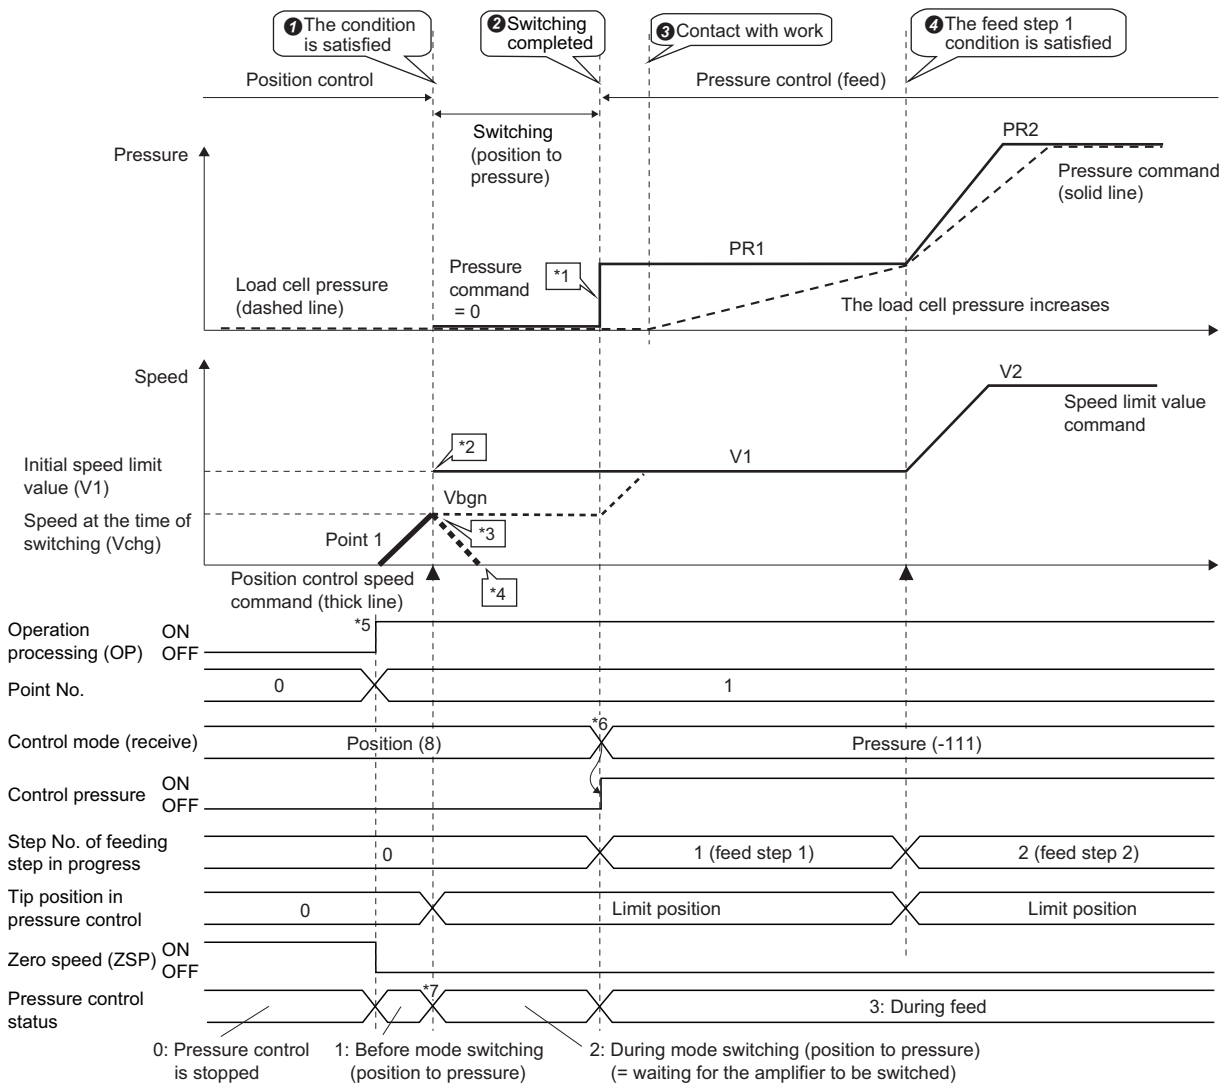 ❶ The condition
is satisfied
❷ Switching
completed
❸ Contact with work
❹ The feed step 1
condition is satisfied
Position control
Pressure control (feed)
Switching
(position to
pressure)
Pressure
PR2
Pressure command
(solid line)
PR1
Pressure
command
= 0
*1
Load cell pressure
(dashed line)
The load cell pressure increases
Speed
V2
Speed limit value
command
*2
V1
Initial speed limit
value (V1)
Vbgn
Speed at the time of
switching (Vchg)
*3
Point 1
*4
Position control speed
command (thick line)
Operation
processing (OP)
ON
OFF
*5
Point No.
0
1
Control mode (receive)
Position (8)
*6
Pressure (-111)
Control pressure
ON
OFF
Step No. of feeding
step in progress
0
1 (feed step 1)
2 (feed step 2)
Tip position in
pressure control
0
Limit position
Limit position
Zero speed (ZSP)
ON
OFF
Pressure control
status
*7
3: During feed
0: Pressure control
is stopped
1: Before mode switching
(position to pressure)
2: During mode switching (position to pressure)
(= waiting for the amplifier to be switched)